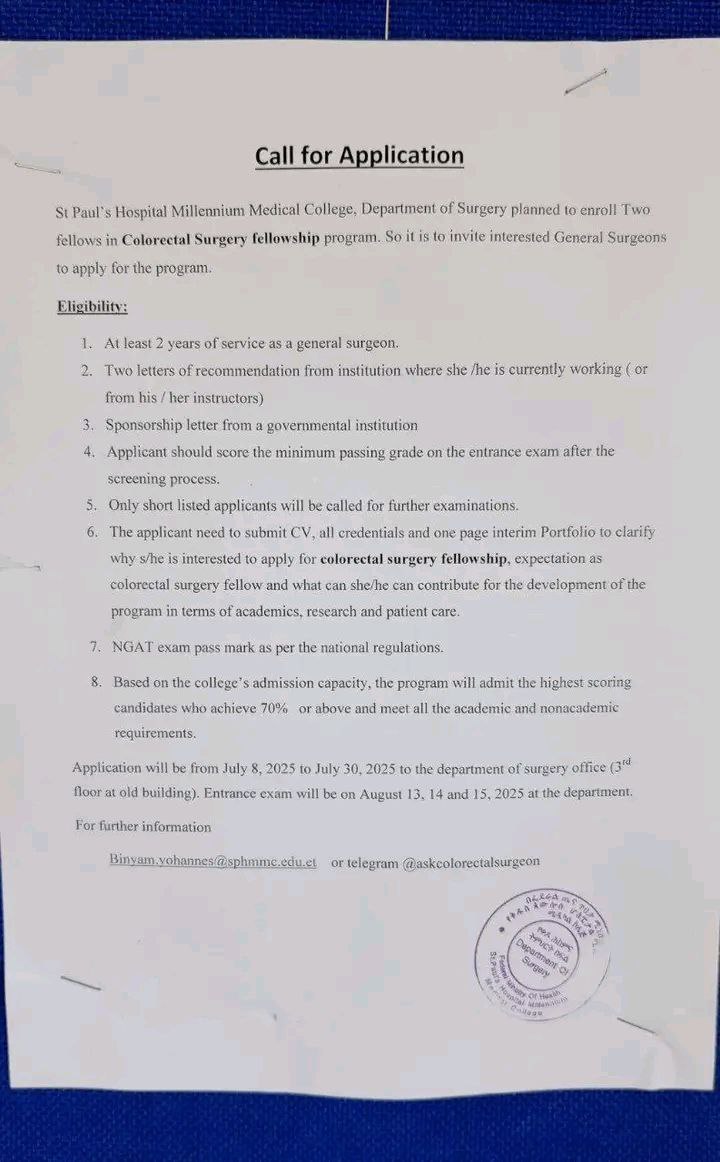 Call for Application
St Paul's Hospital Millennium Medical College, Department of Surgery planned to enroll Two
fellows in Colorectal Surgery fellowship program. So it is to invite interested General Surgeons
to apply for the program.
Eligibility:
1. At least 2 years of service as a general surgeon.
2. Two letters of recommendation from institution where she /he is currently working ( or
from his / her instructors)
3. Sponsorship letter from a governmental institution
4. Applicant should score the minimum passing grade on the entrance exam after the
screening process.
5. Only short listed applicants will be called for further examinations.
6. The applicant need to submit CV, all credentials and one page interim Portfolio to clarify
why s/he is interested to apply for colorectal surgery fellowship, expectation as
colorectal surgery fellow and what can she/he can contribute for the development of the
program in terms of academics, research and patient care.
7. NGAT exam pass mark as per the national regulations.
8. Based on the college's admission capacity, the program will admit the highest scoring
candidates who achieve 70% or above and meet all the academic and nonacademic
requirements.
Application will be from July 8, 2025 to July 30, 2025 to the department of surgery office (3rd
floor at old building). Entrance exam will be on August 13, 14 and 15, 2025 at the department.
For further information
Binyam.yohannes@sphmmc.edu.et or telegram @askcolorectalsurgeon
Department Of
Surgery
Federal Ministry Of Health
St.Paul's Hospital Millennium
Medical College